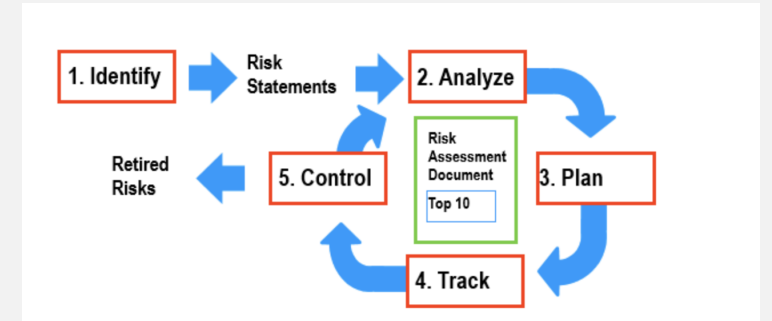 1. Identify
Risk
Statements
2. Analyze
Risk
Assessment
Document
Top 10
3. Plan
4. Track
5. Control
Retired
Risks